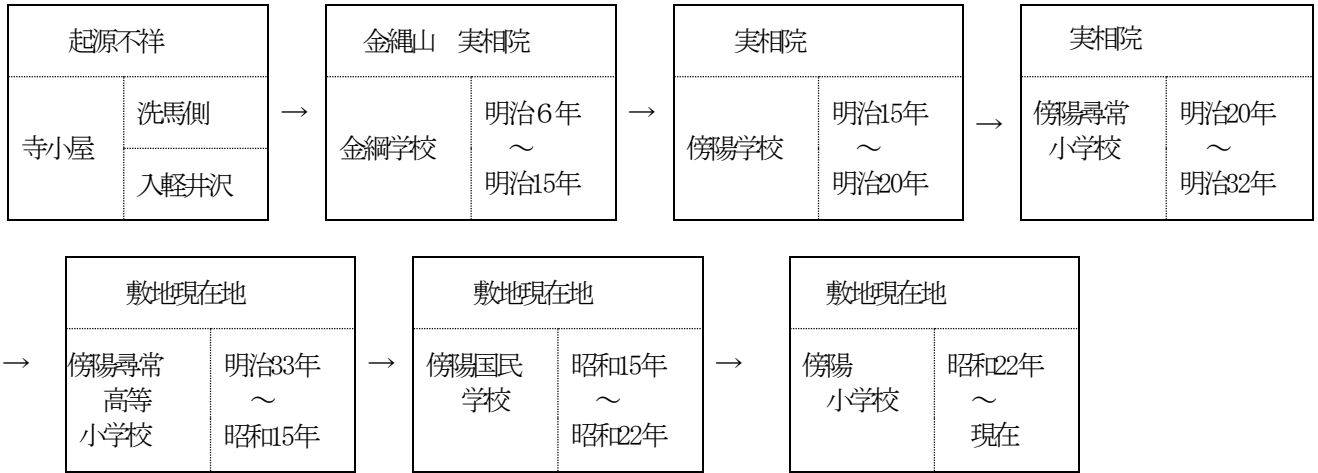 起源不祥
寺小屋
洗馬側
入軽井沢
→
金縄山　実相院
金綱学校
明治６年
～
明治15年
→
実相院
傍陽学校
明治15年
～
明治20年
→
実相院
傍陽尋常
小学校
明治20年
～
明治32年
→
敷地現在地
傍陽尋常
高等
小学校
明治33年
～
昭和15年
→
敷地現在地
傍陽国民
学校
昭和15年
～
昭和22年
→
敷地現在地
傍陽
小学校
昭和22年
～
現在